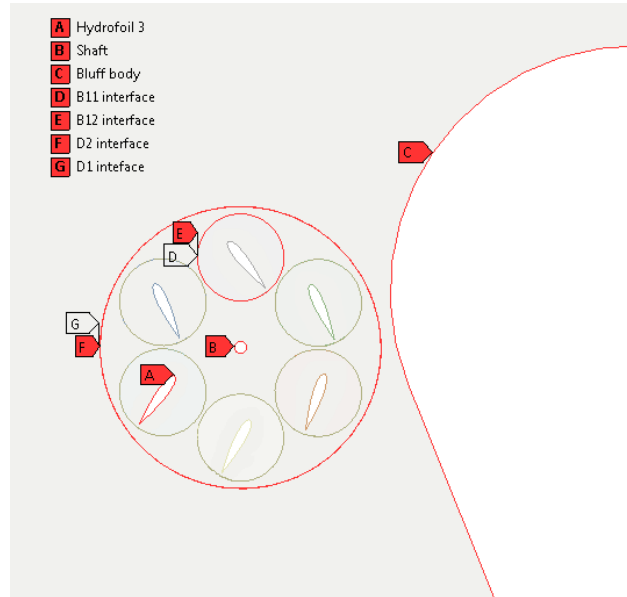 A Hydrofoil 3
B Shaft
C Bluff body
D B11 interface
E B12 interface
F D2 interface
G D1 inteface
C
E
D
G
F
B
A